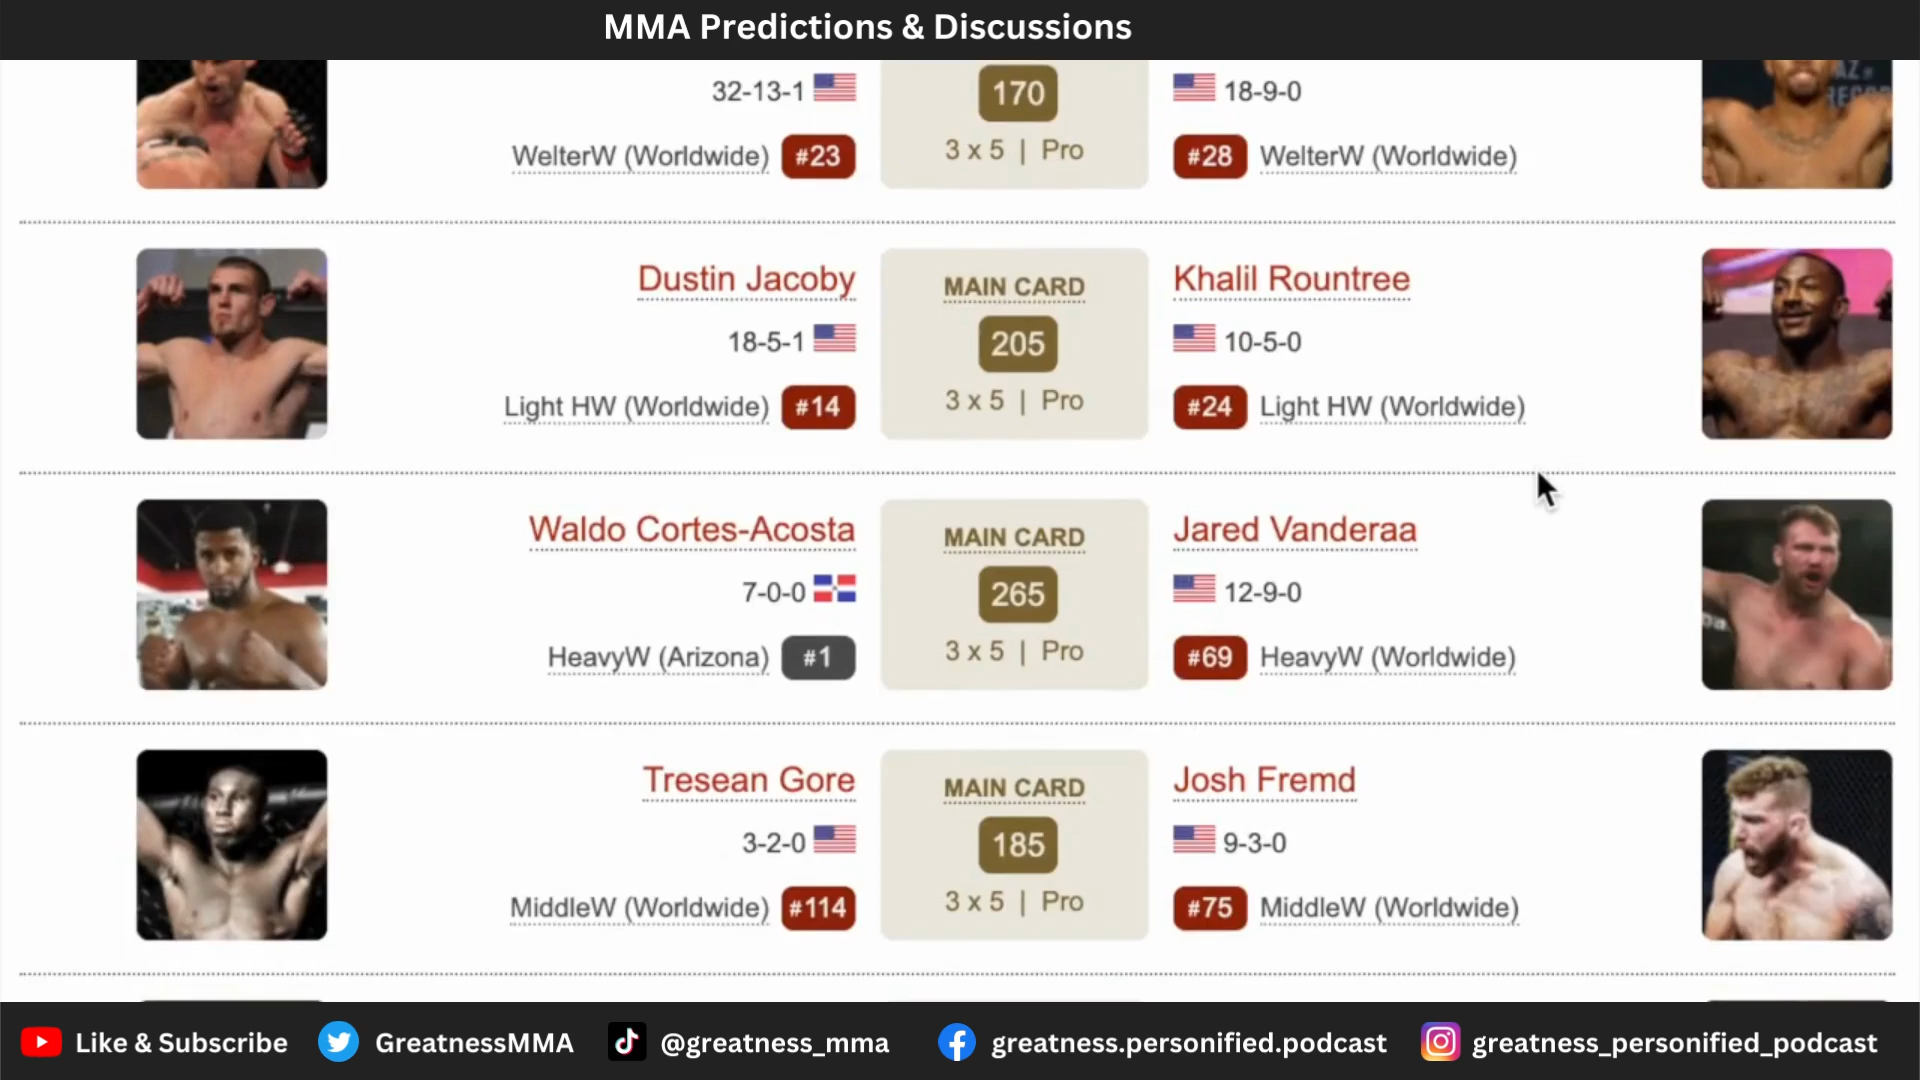 MMA Predictions & Discussions
32-13-1
170
18-9-0
WelterW (Worldwide) #23
3 x 5 | Pro
#28 WelterW (Worldwide)
Dustin Jacoby
MAIN CARD
Khalil Rountree
18-5-1
205
10-5-0
Light HW (Worldwide) #14
3 x 5 | Pro
#24 Light HW (Worldwide)
Waldo Cortes-Acosta
MAIN CARD
Jared Vanderaa
7-0-0
265
12-9-0
HeavyW (Arizona) #1
3 x 5 | Pro
#69 HeavyW (Worldwide)
Tresean Gore
MAIN CARD
Josh Fremd
3-2-0
185
9-3-0
MiddleW (Worldwide) #114
3 x 5 | Pro
#75 MiddleW (Worldwide)
Like & Subscribe
GreatnessMMA
@greatness_mma
greatness.personified.podcast
greatness_personified_podcast